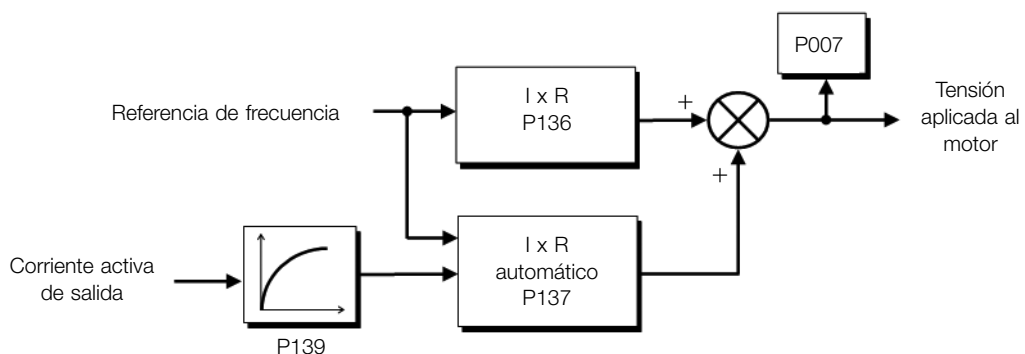 P007
Referencia de frecuencia
I x R
P136
+
Tensión
aplicada al
motor
+
Corriente activa
de salida
P139
I x R
automático
P137